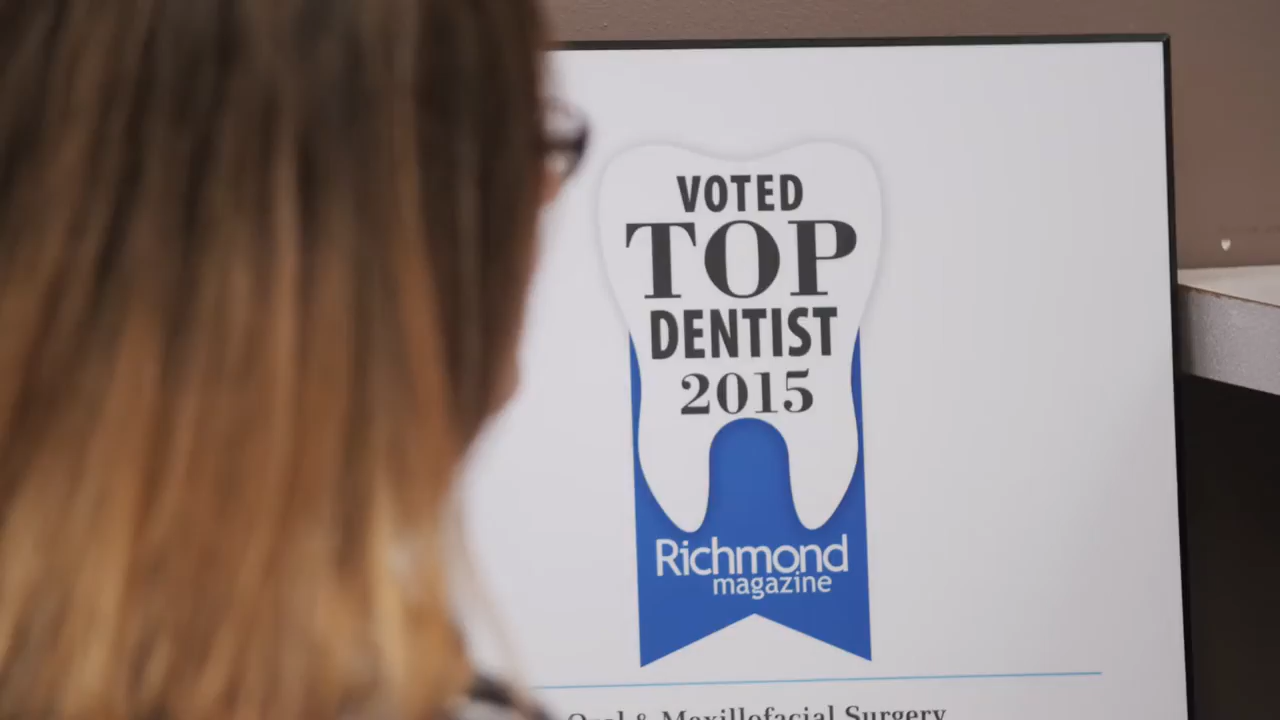 VOTED
TOP
DENTIST
2015
Richmond
magazine
Oral & Maxillofacial Surgery